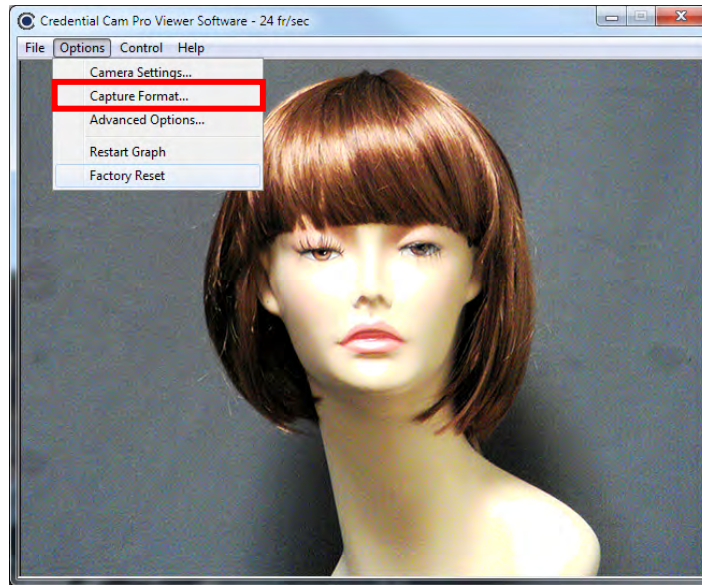 Credential Cam Pro Viewer Software - 24 fr/sec
File Options Control Help
Camera Settings...
Capture Format...
Advanced Options...
Restart Graph
Factory Reset